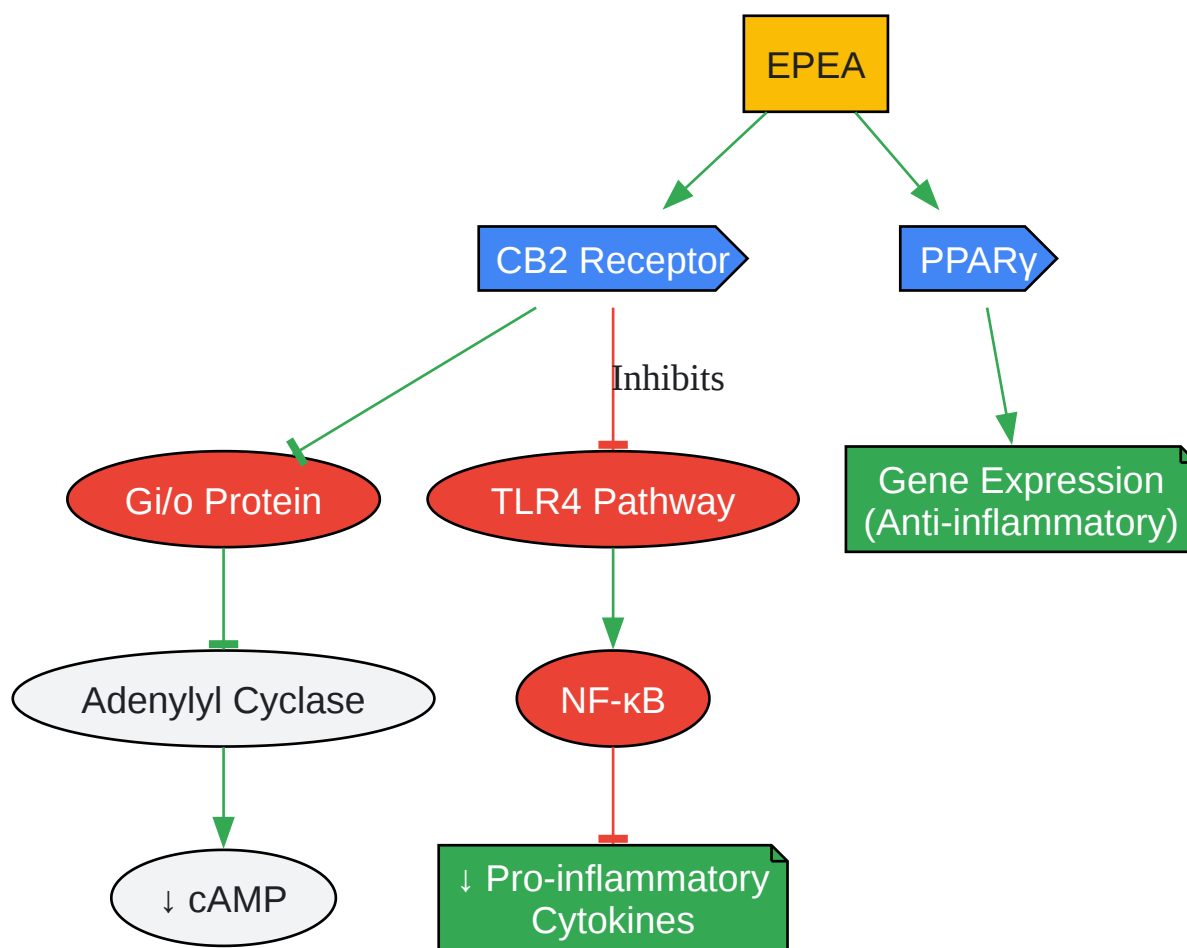 EPEA
CB2 Receptor
PPARγ
Inhibits
Gi/o Protein
TLR4 Pathway
Gene Expression
(Anti-inflammatory)
Adenylyl Cyclase
NF-κB
↓ cAMP
↓ Pro-inflammatory
Cytokines